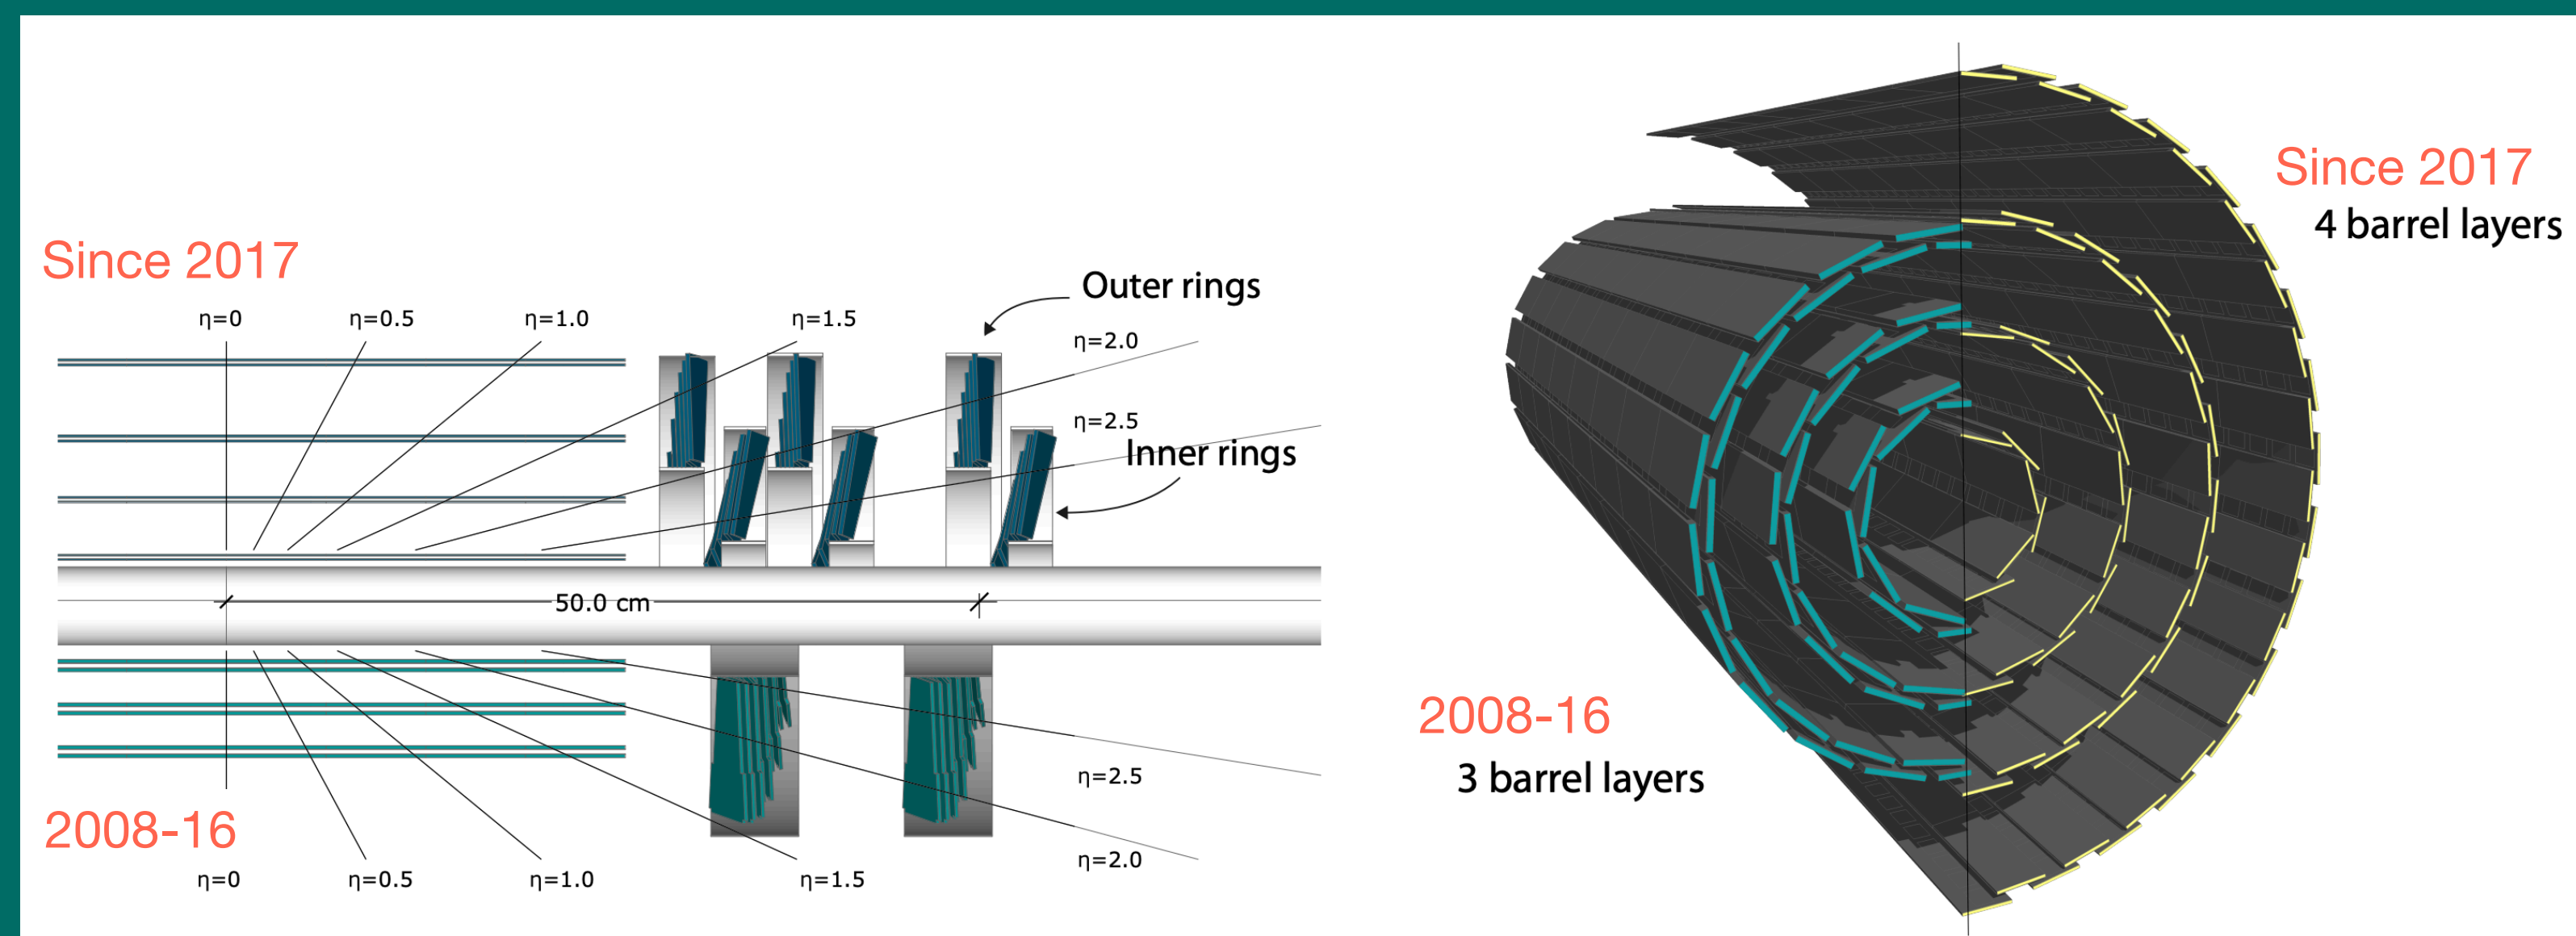 Since 2017
η=0
η=0.5
η=1.0
η=1.5
Outer rings
η=2.0
η=2.5
Inner rings
50.0 cm
2008-16
η=0
η=0.5
η=1.0
η=1.5
η=2.5
η=2.0
Since 2017
4 barrel layers
2008-16
3 barrel layers